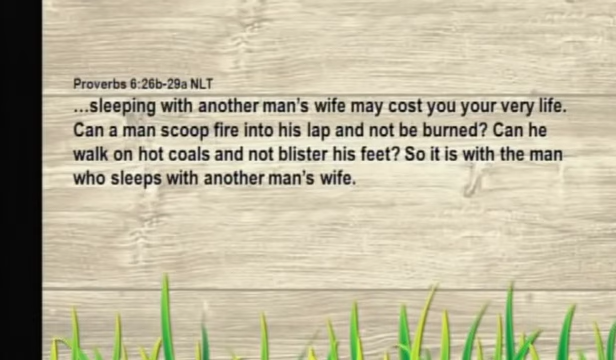 Proverbs 6:26b-29a NLT
...sleeping with another man's wife may cost you your very life.
Can a man scoop fire into his lap and not be burned? Can he
walk on hot coals and not blister his feet? So it is with the man
who sleeps with another man's wife.